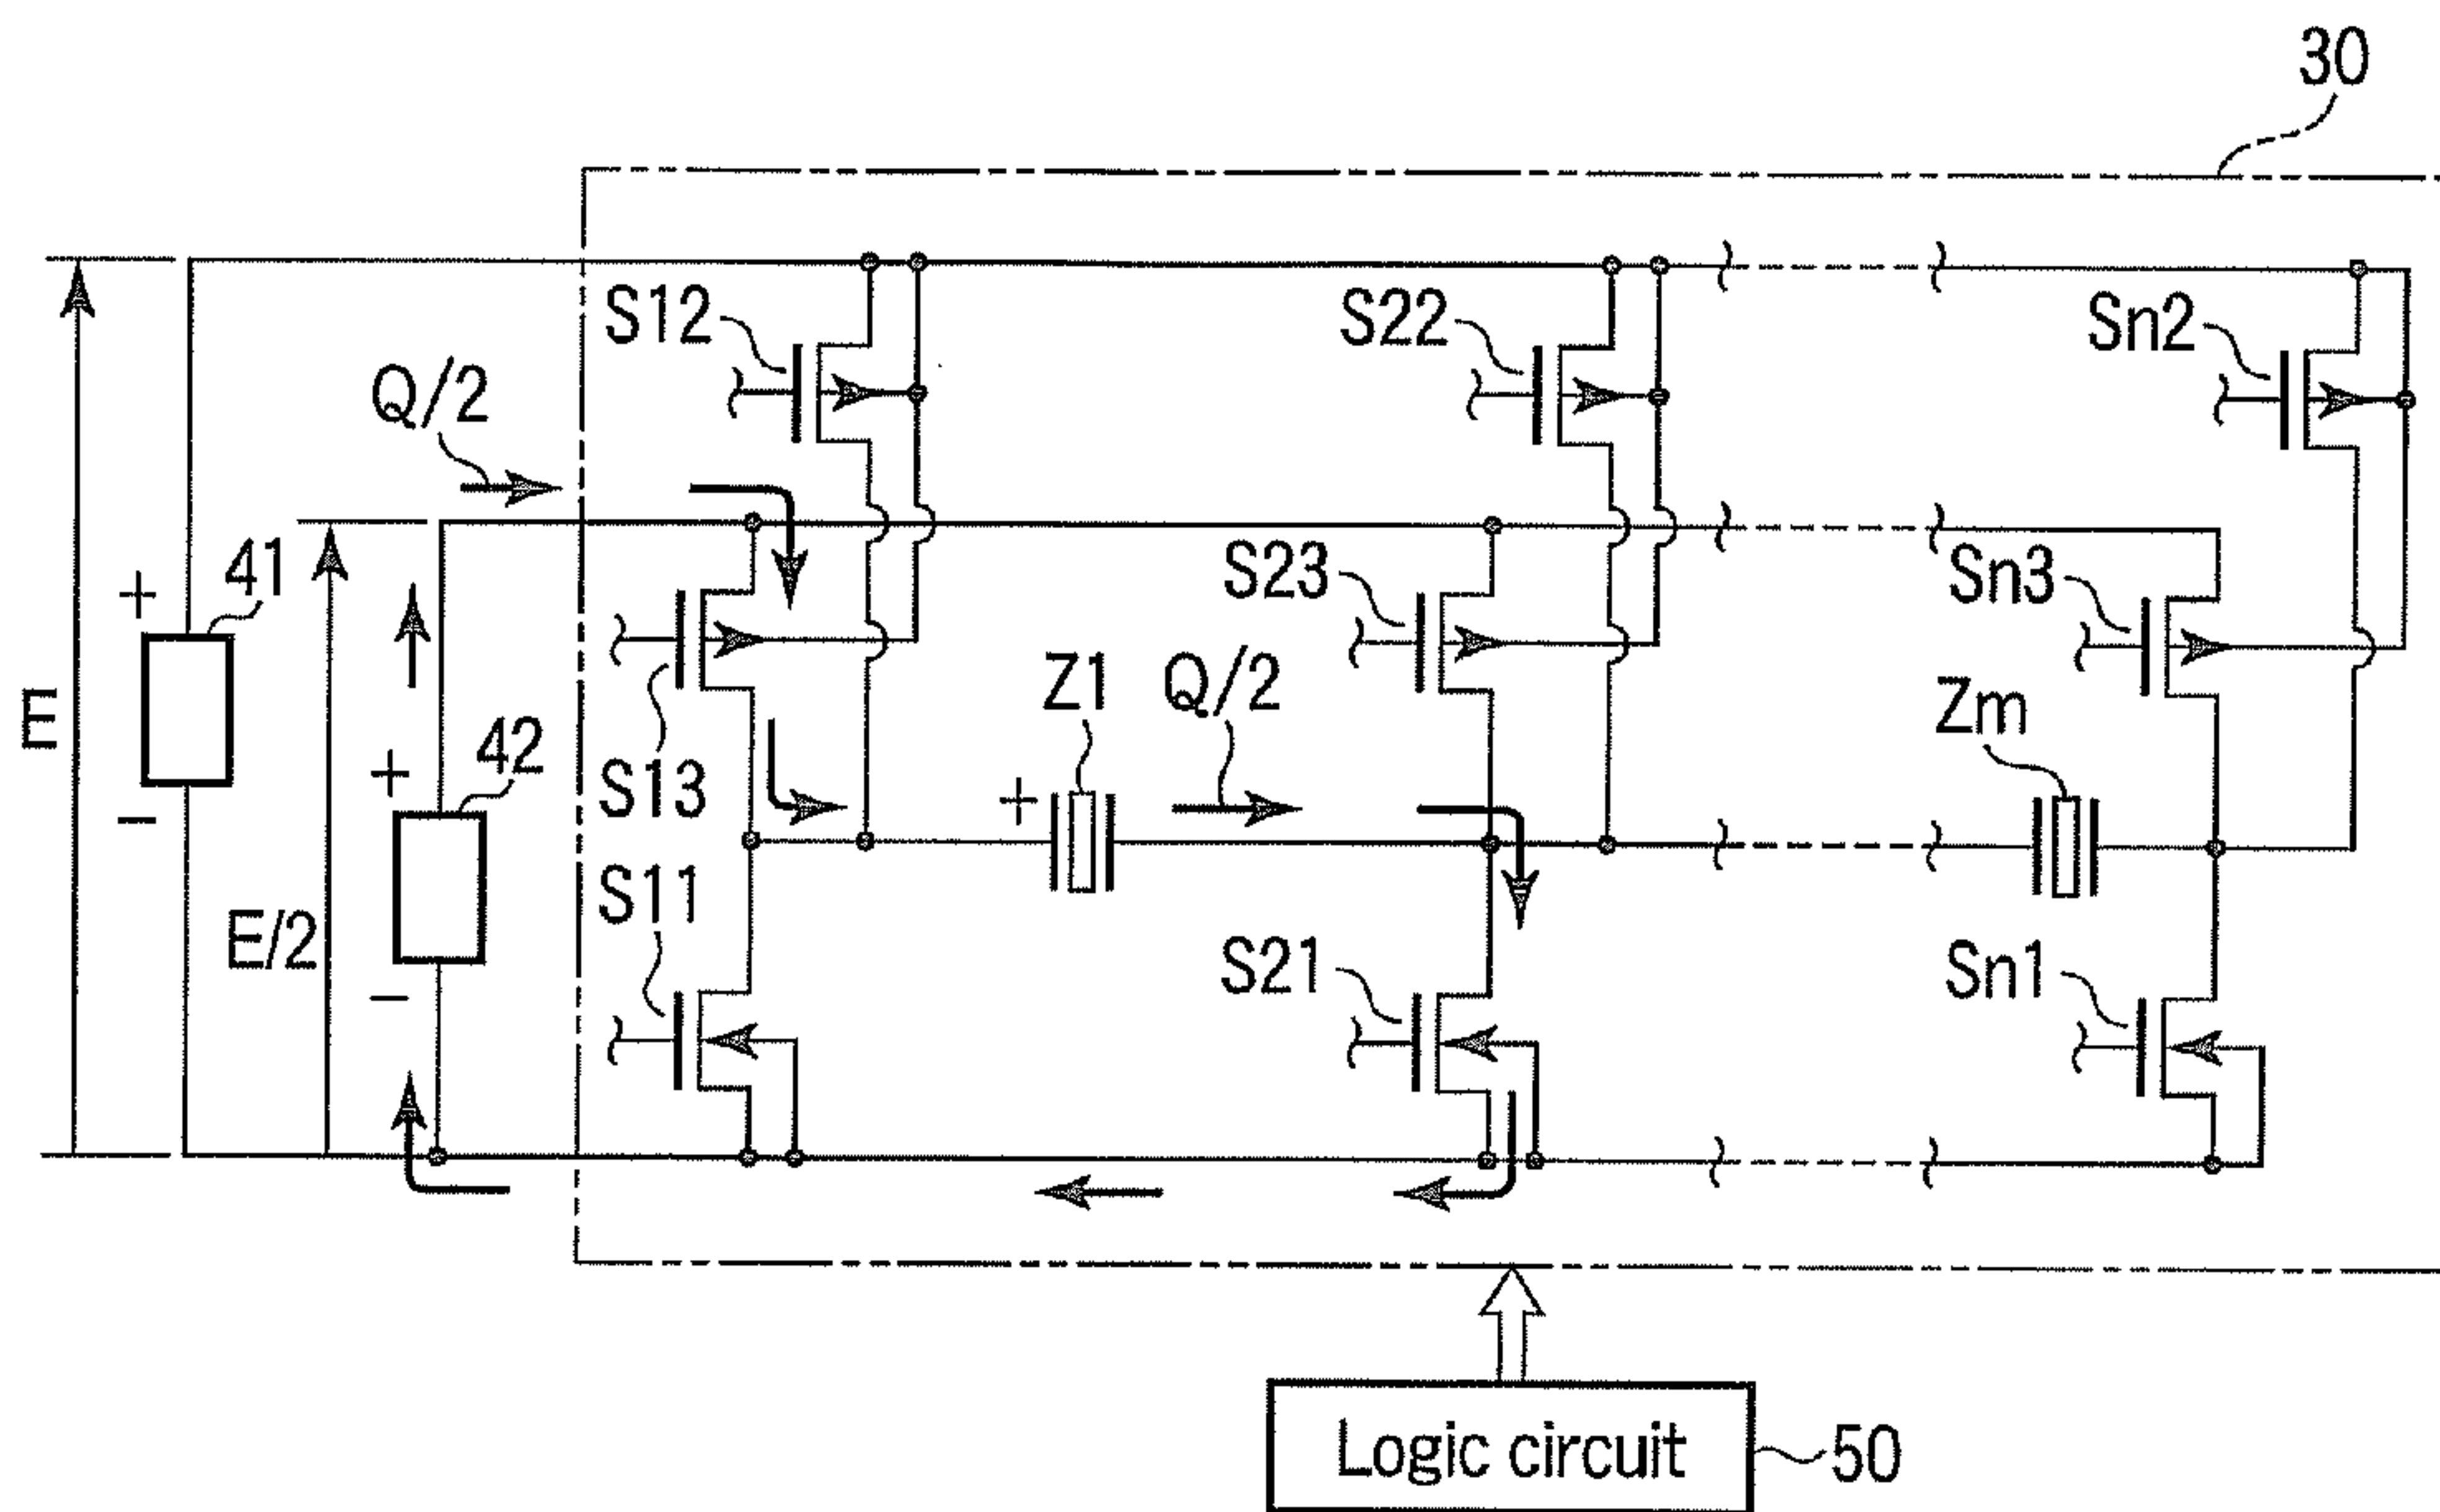 30
S12
S22
Sn2
Q/2
+
41
S23
Sn3
E
+
42
Z1
Q/2
Zm
−
S13
+
S11
E/2
−
S21
Sn1
Logic circuit
50